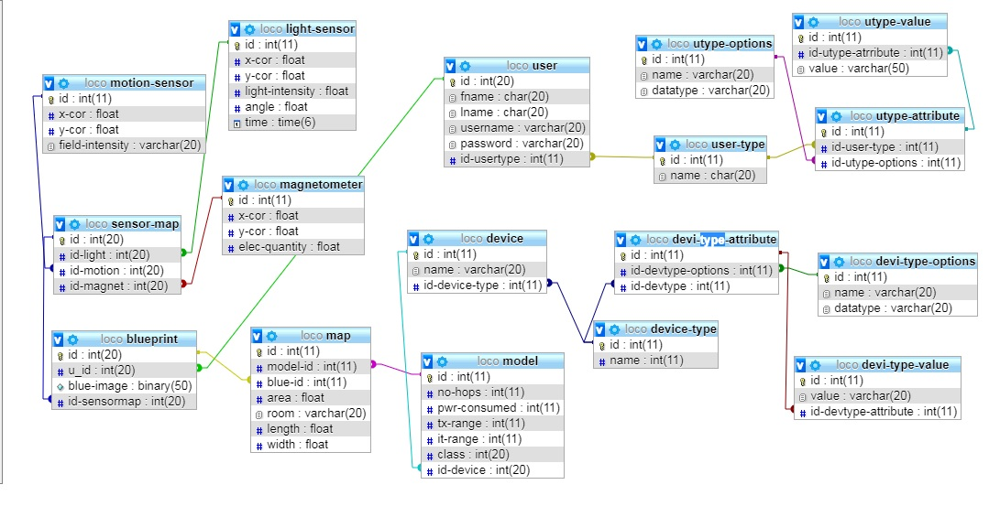 loco light-sensor
id : int(11)
x-cor : float
y-cor : float
light-intensity : float
angle : float
time : time(6)
loco motion-sensor
id : int(11)
x-cor : float
y-cor : float
field-intensity : varchar(20)
loco user
id : int(20)
fname : char(20)
lname : char(20)
username : varchar(20)
password : varchar(20)
id-usertype : int(11)
loco utype-options
id : int(11)
name : varchar(20)
datatype : varchar(20)
loco utype-value
id : int(11)
id-utype-atrribute : int(11)
value : varchar(50)
loco utype-attribute
id : int(11)
id-user-type : int(11)
id-utype-options : int(11)
loco user-type
id : int(11)
name : char(20)
loco magnetometer
id : int(11)
x-cor : float
y-cor : float
elec-quantity : float
loco sensor-map
id : int(20)
id-light : int(20)
id-motion : int(20)
id-magnet : int(20)
loco device
id : int(11)
name : varchar(20)
id-device-type : int(11)
loco devi-type-attribute
id : int(11)
id-devtype-options : int(11)
id-devtype : int(11)
loco devi-type-options
id : int(11)
name : varchar(20)
datatype : varchar(20)
loco device-type
id : int(11)
name : int(11)
loco blueprint
id : int(20)
u_id : int(20)
blue-image : binary(50)
id-sensormap : int(20)
loco map
id : int(11)
model-id : int(11)
blue-id : int(11)
area : float
room : varchar(20)
length : float
width : float
loco model
id : int(11)
no-hops : int(11)
pwr-consumed : int(11)
tx-range : int(11)
it-range : int(11)
class : int(20)
id-device : int(20)
loco devi-type-value
id : int(11)
value : varchar(20)
id-devtype-attribute : int(11)